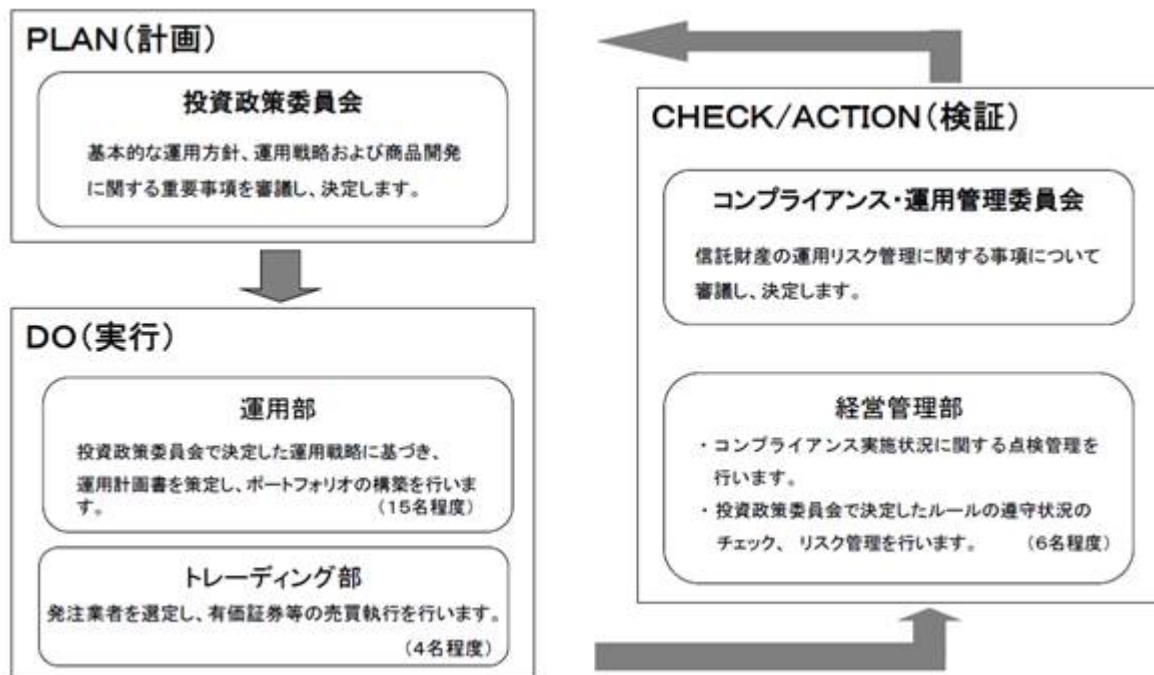 PLAN(計画)
投資政策委員会
基本的な運用方針、運用戦略および商品開発
に関する重要事項を審議し、決定します。
DO(実行)
運用部
投資政策委員会で決定した運用戦略に基づき、
運用計画書を策定し、ポートフォリオの構築を行いま
す。 (15名程度)
トレーディング部
発注業者を選定し、有価証券等の売買執行を行います。
(4名程度)
CHECK/ACTION(検証)
コンプライアンス・運用管理委員会
信託財産の運用リスク管理に関する事項について
審議し、決定します。
経営管理部
・コンプライアンス実施状況に関する点検管理を
行います。
・投資政策委員会で決定したルールの遵守状況の
チェック、 リスク管理を行います。 (6名程度)